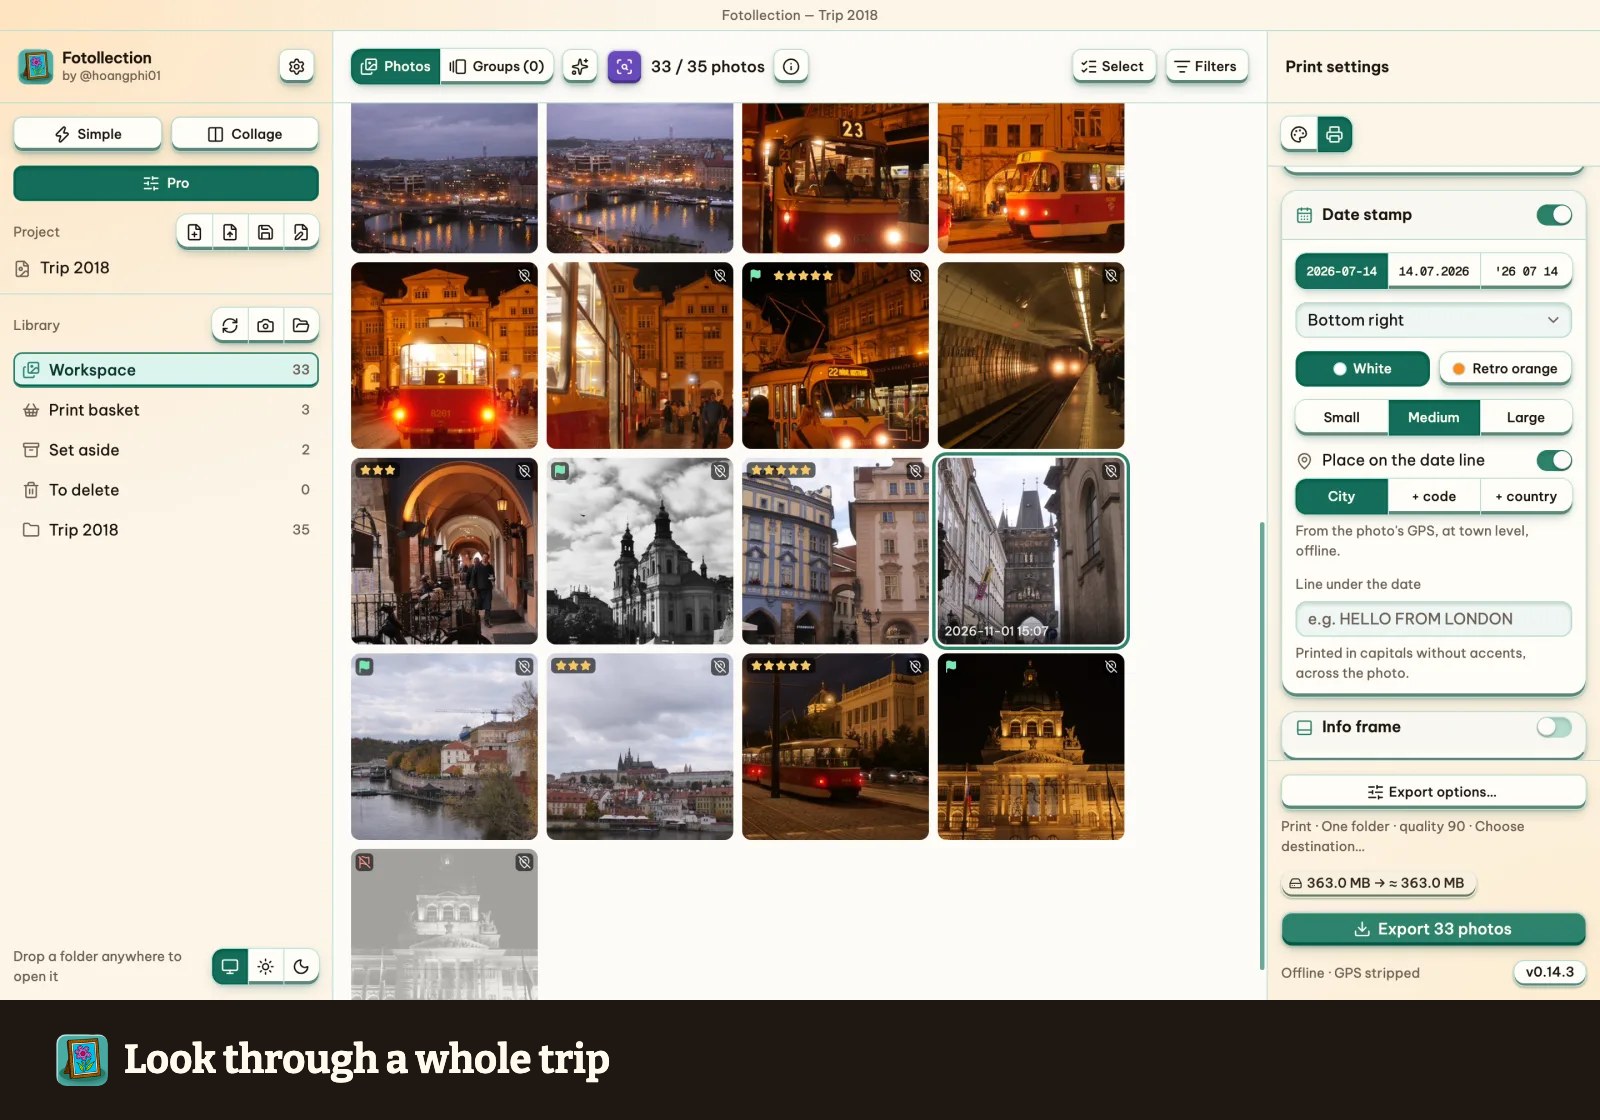 Fotollection — Trip 2018
Fotollection
by @hoangphi01
Simple
Collage
Pro
Project
Trip 2018
Library
Workspace 33
Print basket 3
Set aside 2
To delete 0
Trip 2018 35
Drop a folder anywhere to
open it
Photos
Groups (0)
33 / 35 photos
Select
Filters
23
2
8201
22
2026-11-01 15:07
Print settings
Date stamp
2026-07-14
14.07.2026
'26 07 14
Bottom right
White
Retro orange
Small
Medium
Large
Place on the date line
City
+ code
+ country
From the photo's GPS, at town level,
offline.
Line under the date
e.g. HELLO FROM LONDON
Printed in capitals without accents,
across the photo.
Info frame
Export options...
Print · One folder · quality 90 · Choose
destination...
363.0 MB → ≈ 363.0 MB
Export 33 photos
Offline · GPS stripped
v0.14.3
Look through a whole trip